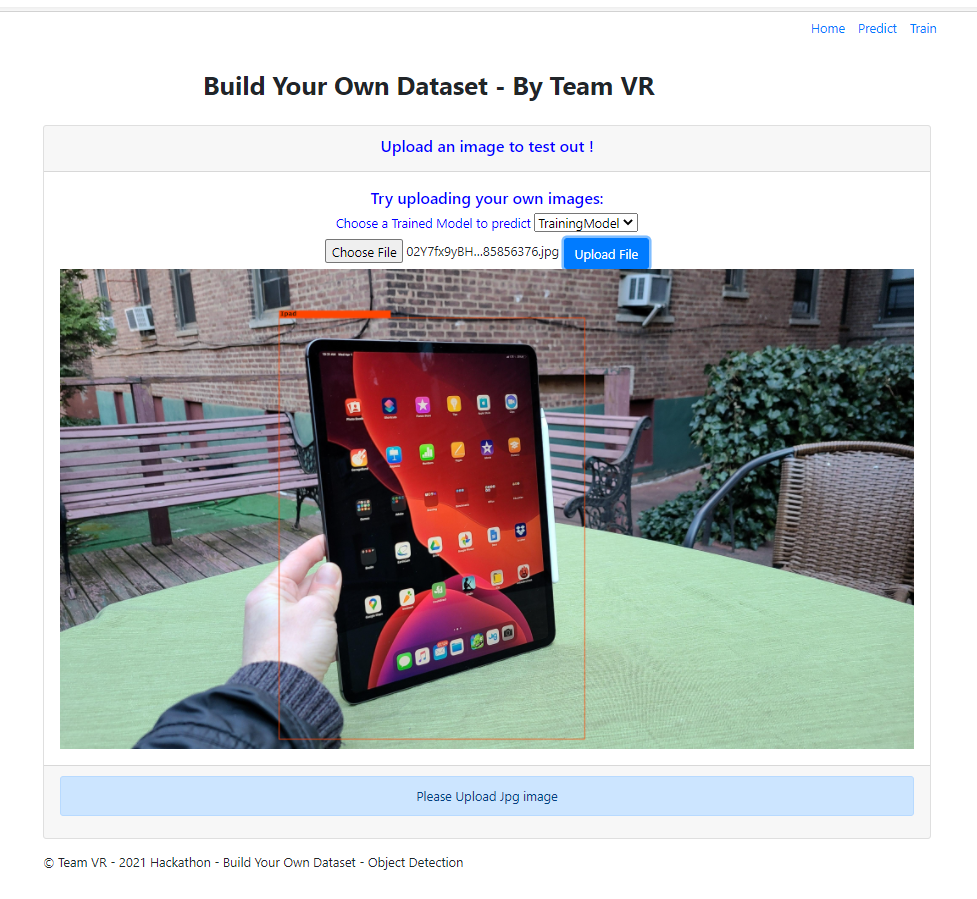 Home Predict Train
Build Your Own Dataset - By Team VR
Upload an image to test out !
Try uploading your own images:
Choose a Trained Model to predict TrainingModel
Choose File 02Y7fx9yBH...85856376.jpg Upload File
Ipad
Please Upload Jpg image
© Team VR - 2021 Hackathon - Build Your Own Dataset - Object Detection